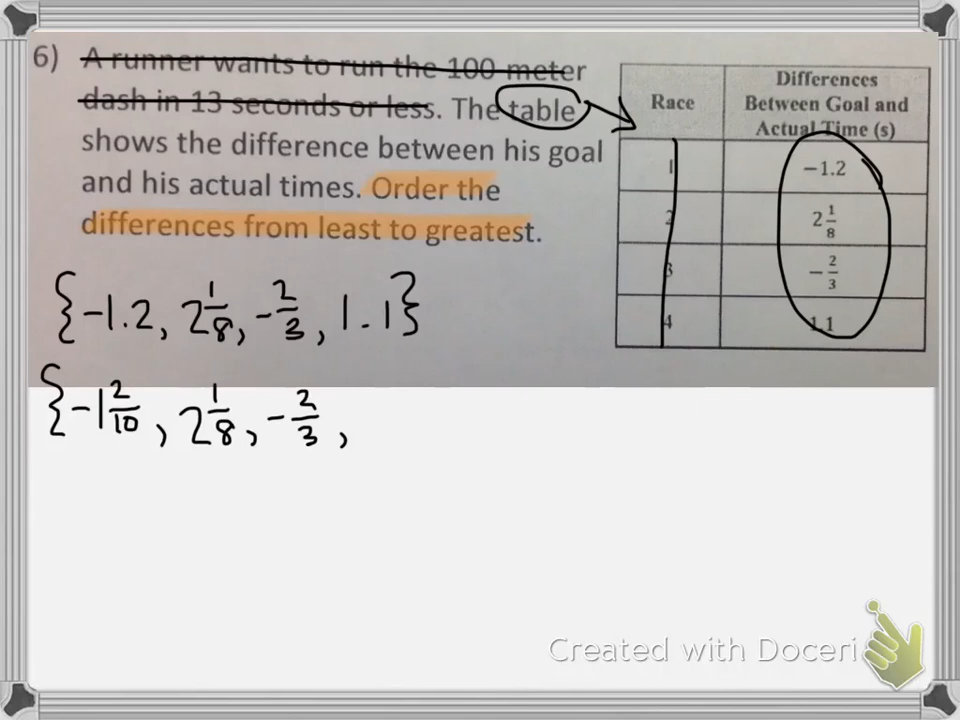 6) A runner wants to run the 100 meter
dash in 13 seconds or less. The table
shows the difference between his goal
and his actual times. Order the
differences from least to greatest.
Race
Differences
Between Goal and
Actual Time (s)
1 −1.2
2 2 1/8
3 −2/3
4 1.1
{-1.2, 2 1/8, -2/3, 1.1}
{-1 2/10, 2 1/8, -2/3,
Created with Doceri